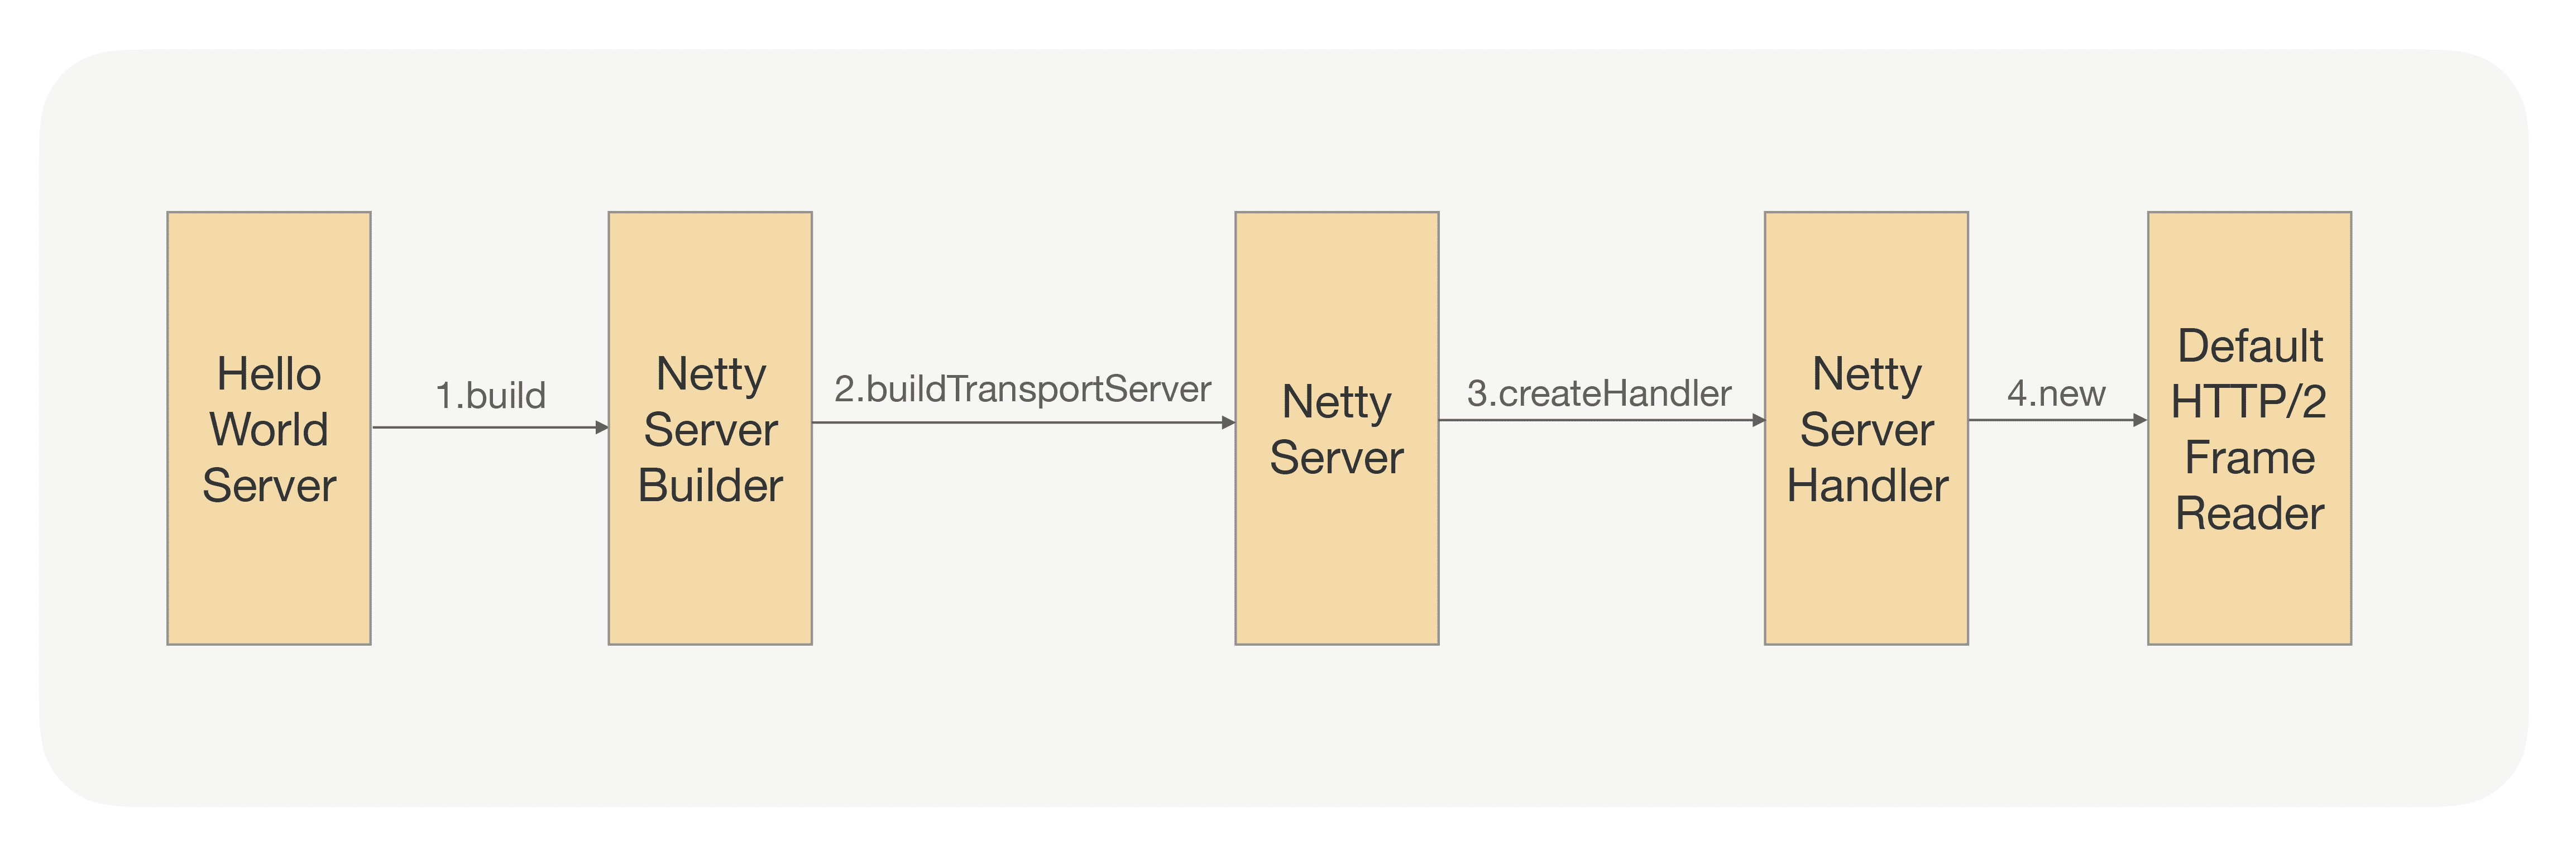 Hello
World
Server
1.build
Netty
Server
Builder
2.buildTransportServer
Netty
Server
3.createHandler
Netty
Server
Handler
4.new
Default
HTTP/2
Frame
Reader